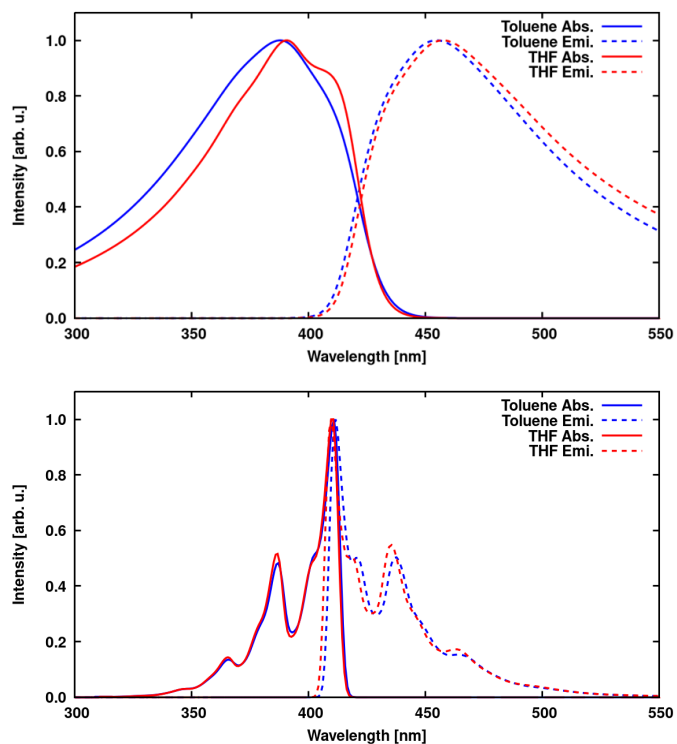 Toluene Abs.
Toluene Emi.
THF Abs.
THF Emi.
1.0
0.8
0.6
0.4
0.2
0.0
Intensity [arb. u.]
300 350 400 450 500 550
Wavelength [nm]
Toluene Abs.
Toluene Emi.
THF Abs.
THF Emi.
1.0
0.8
0.6
0.4
0.2
0.0
Intensity [arb. u.]
300 350 400 450 500 550
Wavelength [nm]